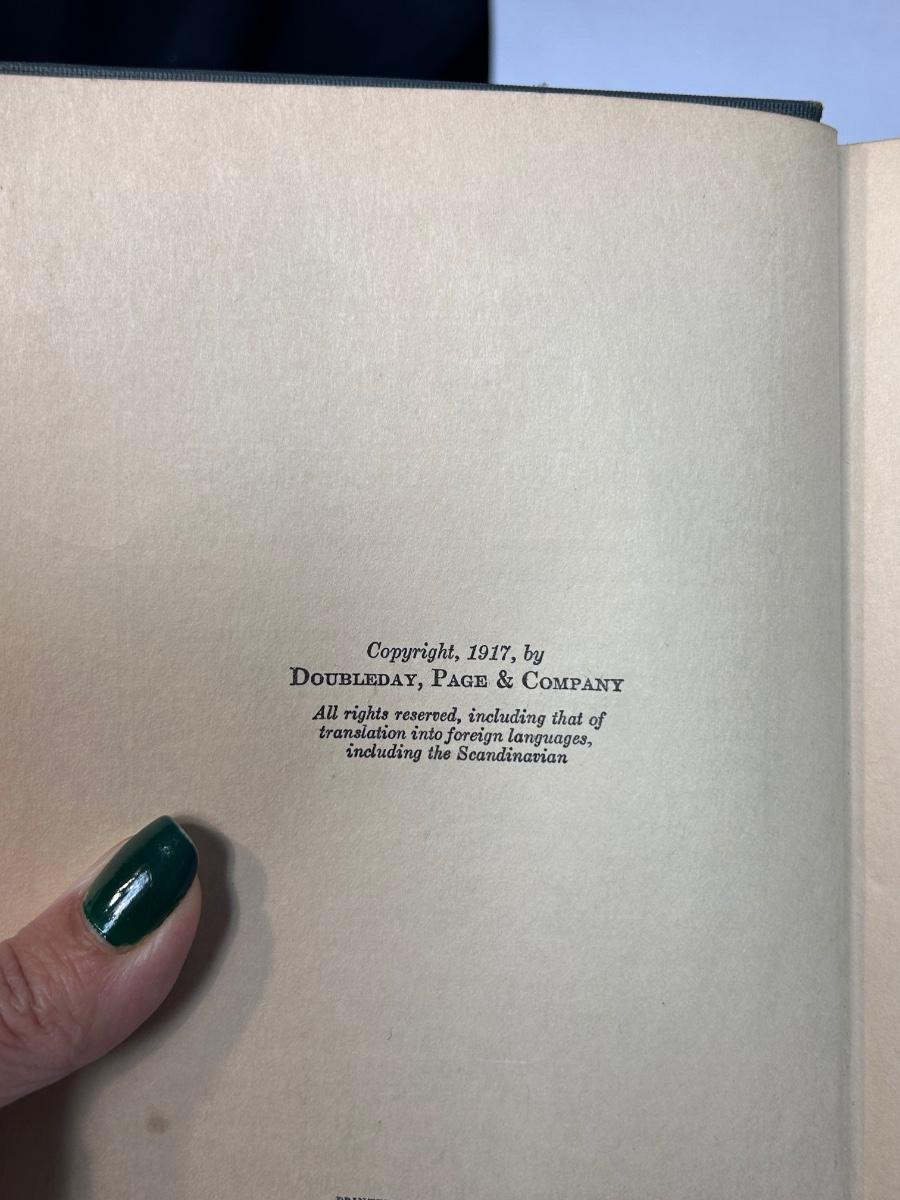 Copyright, 1917, by
DOUBLEDAY, PAGE & COMPANY
All rights reserved, including that of
translation into foreign languages,
including the Scandinavian